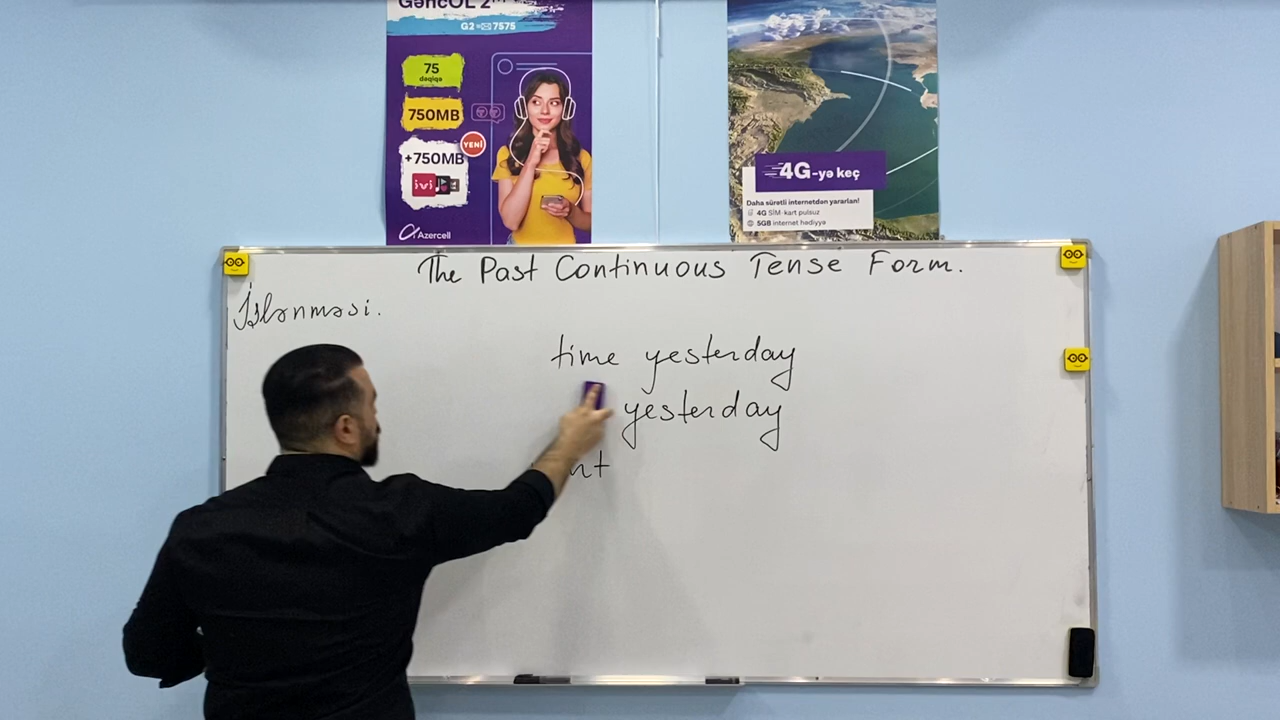 GəncOL 2
G2 = 7575
75
dəqiqə
750MB
YENİ
+750MB
ivi
Azercell
4G-yə keç
Daha sürətli internetdən yararlan!
4G SİM-kart pulsuz
5GB internet hədiyyə
The Past Continuous Tense Form.
İşlənməsi.
time yesterday
yesterday
nt